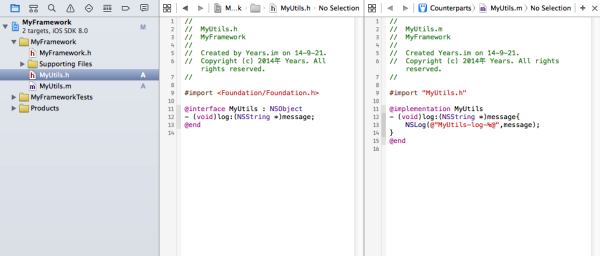 M...k
MyUtils.h
No Selection
Counterparts
MyUtils.m
No Selection
MyFramework
M
2 targets, iOS SDK 8.0
MyFramework
MyFramework.h
Supporting Files
MyUtils.h
A
MyUtils.m
A
MyFrameworkTests
Products
1 //
2 //  MyUtils.h
3 //  MyFramework
4 //
5 //  Created by Years.im on 14-9-21.
6 //  Copyright (c) 2014年 Years. All
rights reserved.
7 //
8
9 #import <Foundation/Foundation.h>
10
11 @interface MyUtils : NSObject
12 - (void)log:(NSString *)message;
13 @end
14
1 //
2 //  MyUtils.m
3 //  MyFramework
4 //
5 //  Created Years.im on 14-9-21.
6 //  Copyright (c) 2014年 Years. All rights
reserved.
7 //
8
9 #import "MyUtils.h"
10
11 @implementation MyUtils
12 - (void)log:(NSString *)message{
13     NSLog(@"MyUtils-log-%@",message);
14 }
15 @end
16